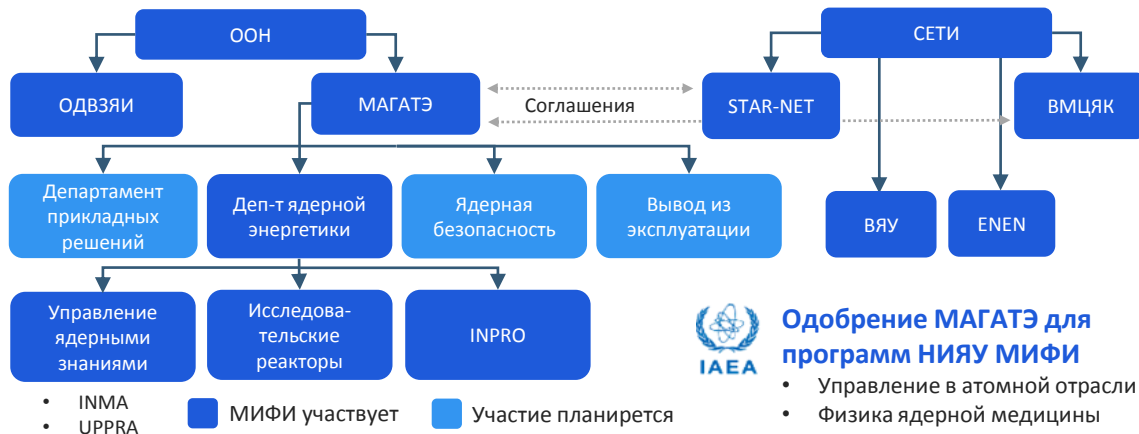 ООН
СЕТИ
ОДВЗЯИ
МАГАТЭ
Соглашения
STAR-NET
ВМЦЯК
Департамент
прикладных
решений
Деп-т ядерной
энергетики
Ядерная
безопасность
Вывод из
эксплуатации
ВЯУ
ENEN
Управление
ядерными
знаниями
Исследова-
тельские
реакторы
INPRO
IAEA
Одобрение МАГАТЭ для
программ НИЯУ МИФИ
• Управление в атомной отрасли
• Физика ядерной медицины
• INMA
• UPPRA
МИФИ участвует
Участие планирется